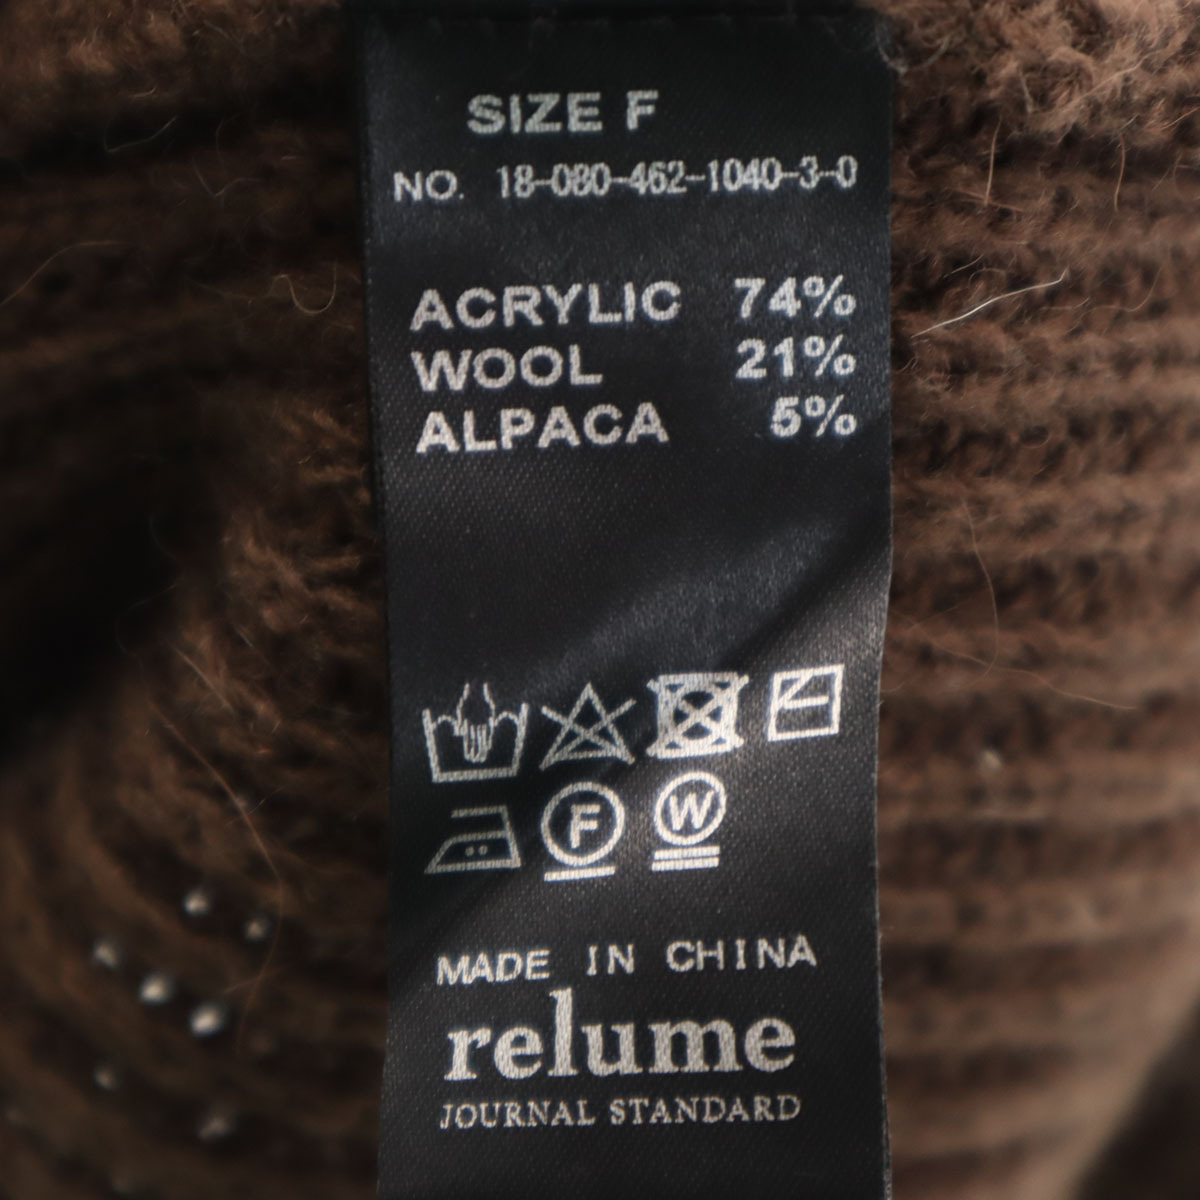 SIZE F
NO. 18-080-462-1040-3-0
ACRYLIC 74%
WOOL 21%
ALPACA 5%
F W
MADE IN CHINA
relume
JOURNAL STANDARD